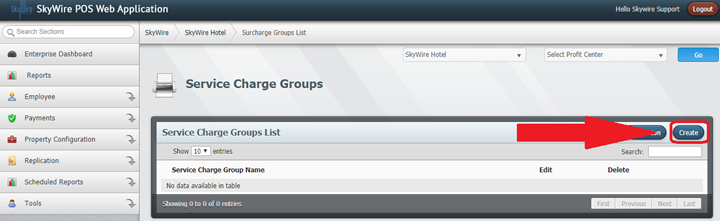 SkyWire SkyWire POS Web Application
Hello Skywire Support Logout
Search Sections
SkyWire SkyWire Hotel Surcharge Groups List
Enterprise Dashboard
SkyWire Hotel Select Profit Center Go
Reports
Employee
Service Charge Groups
Payments
Property Configuration
Service Charge Groups List Create
Replication
Show 10 entries Search:
Scheduled Reports
Service Charge Group Name Edit Delete
No data available in table
Tools
Showing 0 to 0 of 0 entries First Previous Next Last